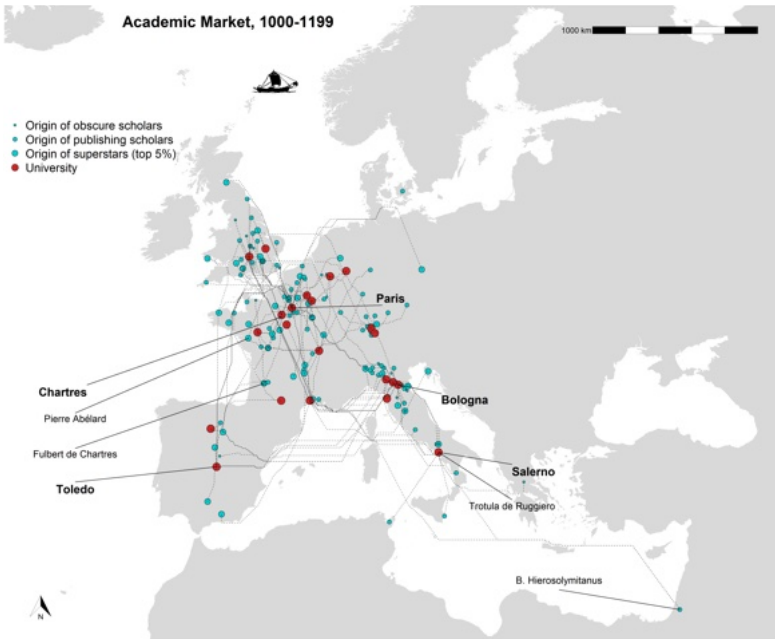 Academic Market, 1000-1199
1000 km
Origin of obscure scholars
Origin of publishing scholars
Origin of superstars (top 5%)
University
Paris
Chartres
Pierre Abélard
Bologna
Fulbert de Chartres
Salerno
Toledo
Trotula de Ruggiero
B. Hierosolymitanus
N